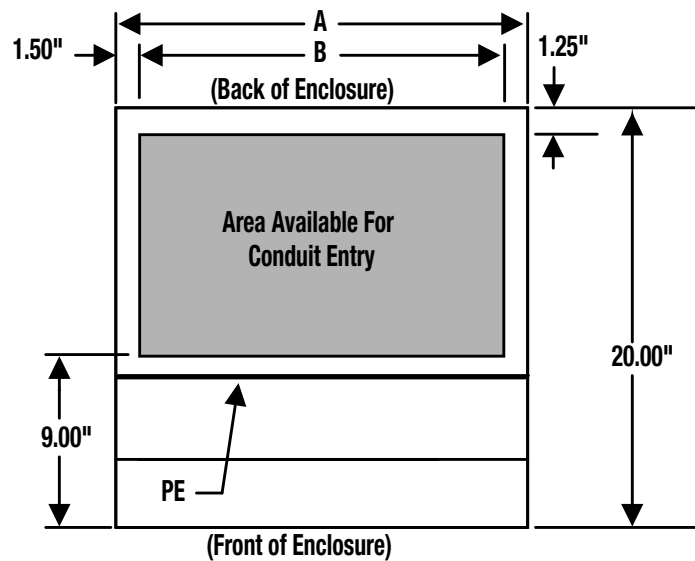 A
1.50"
B
1.25"
(Back of Enclosure)
Area Available For
Conduit Entry
20.00"
9.00"
PE
(Front of Enclosure)